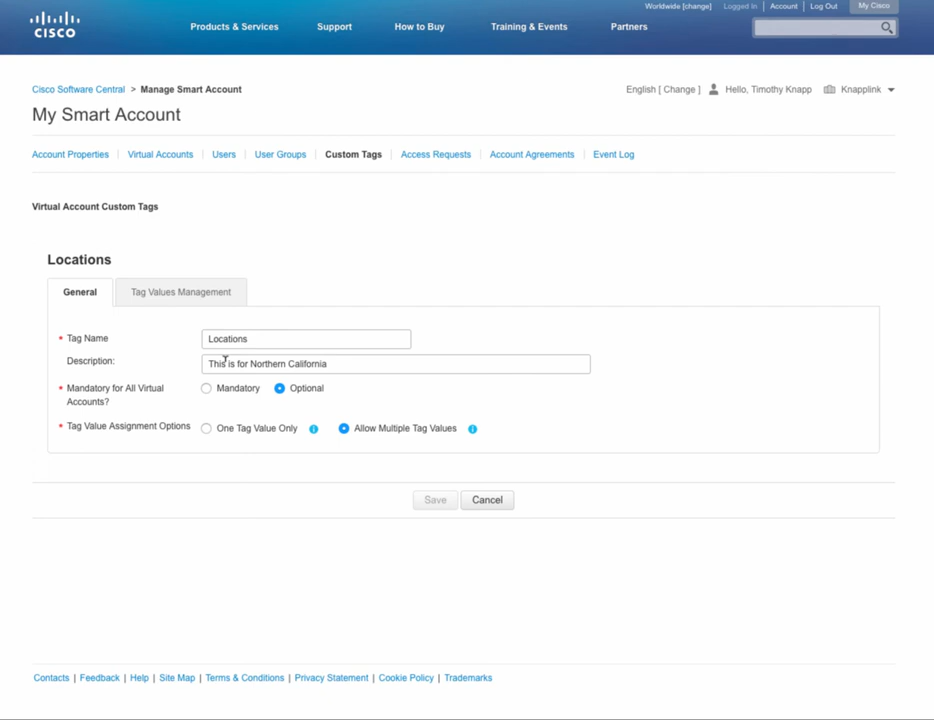 Worldwide [change] | Logged In | Account | Log Out | My Cisco
CISCO
Products & Services Support How to Buy Training & Events Partners
Cisco Software Central > Manage Smart Account
English [ Change ] Hello, Timothy Knapp Knapplink
My Smart Account
Account Properties | Virtual Accounts | Users | User Groups | Custom Tags | Access Requests | Account Agreements | Event Log
Virtual Account Custom Tags
Locations
General Tag Values Management
* Tag Name Locations
Description: This is for Northern California
* Mandatory for All Virtual Mandatory Optional
Accounts?
* Tag Value Assignment Options One Tag Value Only i Allow Multiple Tag Values i
Save Cancel
Contacts | Feedback | Help | Site Map | Terms & Conditions | Privacy Statement | Cookie Policy | Trademarks